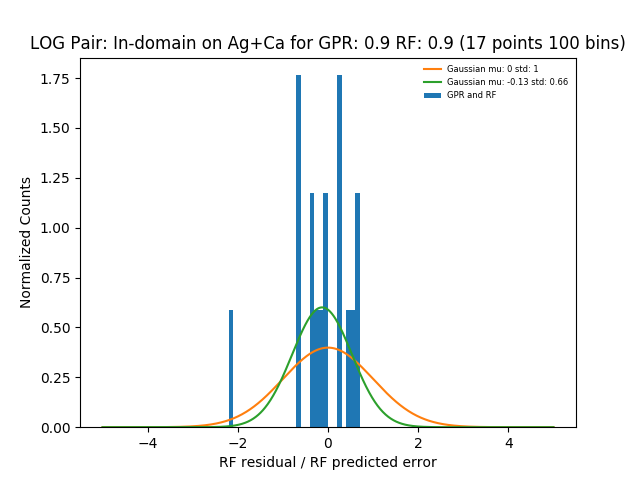 LOG Pair: In-domain on Ag+Ca for GPR: 0.9 RF: 0.9 (17 points 100 bins)
Gaussian mu: 0 std: 1
Gaussian mu: -0.13 std: 0.66
GPR and RF
Normalized Counts
1.75
1.50
1.25
1.00
0.75
0.50
0.25
0.00
−4 −2 0 2 4
RF residual / RF predicted error